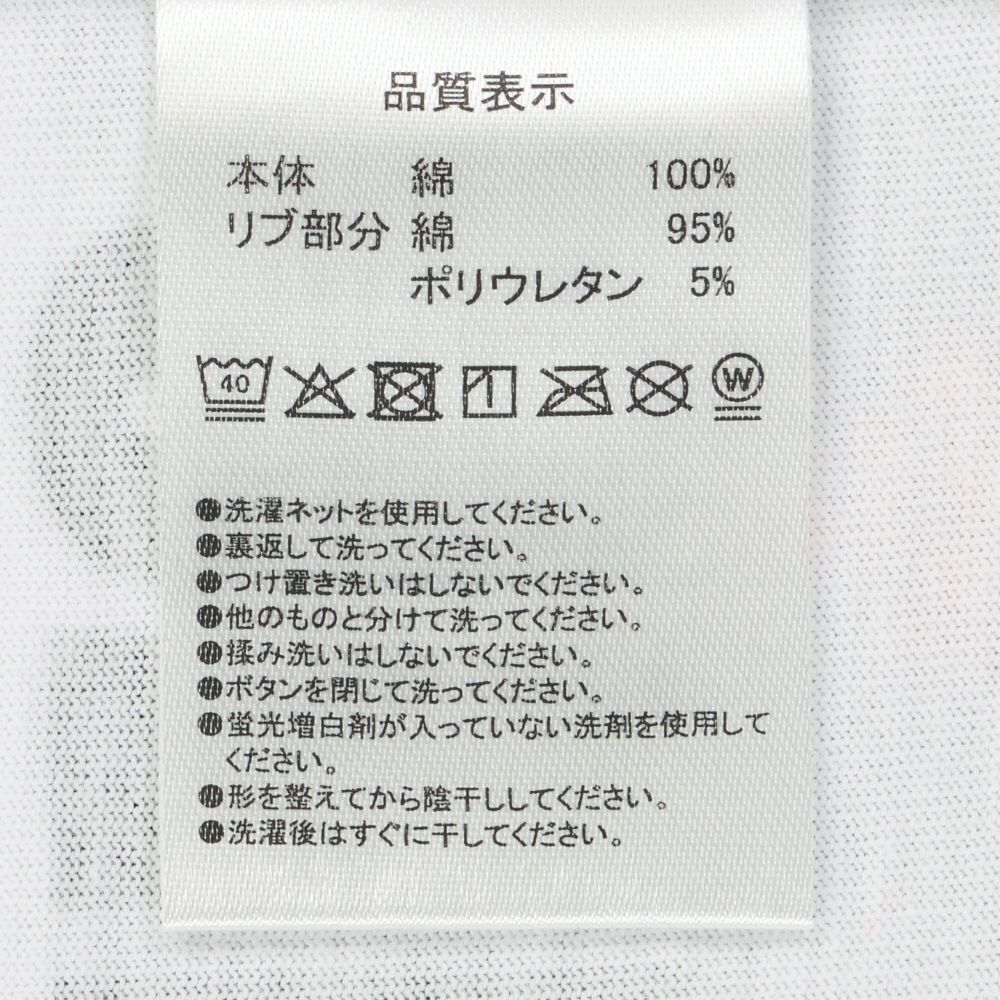 品質表示
本体 綿 100%
リブ部分 綿 95%
ポリウレタン 5%
40 W
●洗濯ネットを使用してください。
●裏返して洗ってください。
●つけ置き洗いはしないでください。
●他のものと分けて洗ってください。
●揉み洗いはしないでください。
●ボタンを閉じて洗ってください。
●蛍光増白剤が入っていない洗剤を使用して
ください。
●形を整えてから陰干ししてください。
●洗濯後はすぐに干してください。